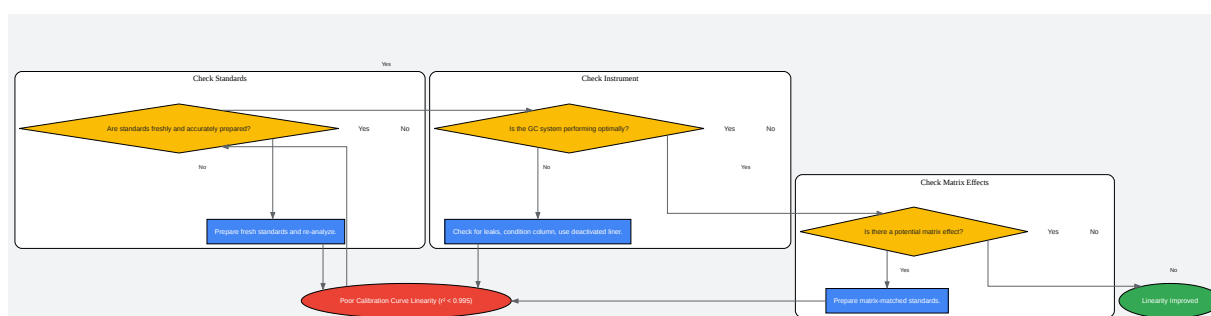 Yes
Check Standards
Check Instrument
Are standards freshly and accurately prepared?
Yes
No
Is the GC system performing optimally?
Yes
No
No
No
Yes
Check Matrix Effects
Prepare fresh standards and re-analyze.
Check for leaks, condition column, use deactivated liner.
Is there a potential matrix effect?
Yes
No
Yes
No
Poor Calibration Curve Linearity (r² < 0.995)
Prepare matrix-matched standards.
Linearity Improved